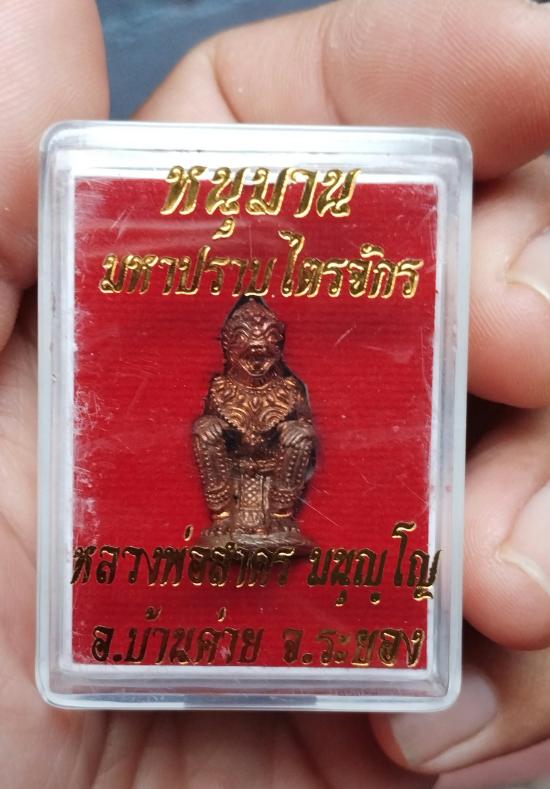 หนุมาน
มหาปราบไตรจักร
หลวงพ่อสาคร มนุญฺโญ
อ.บ้านค่าย จ.ระยอง